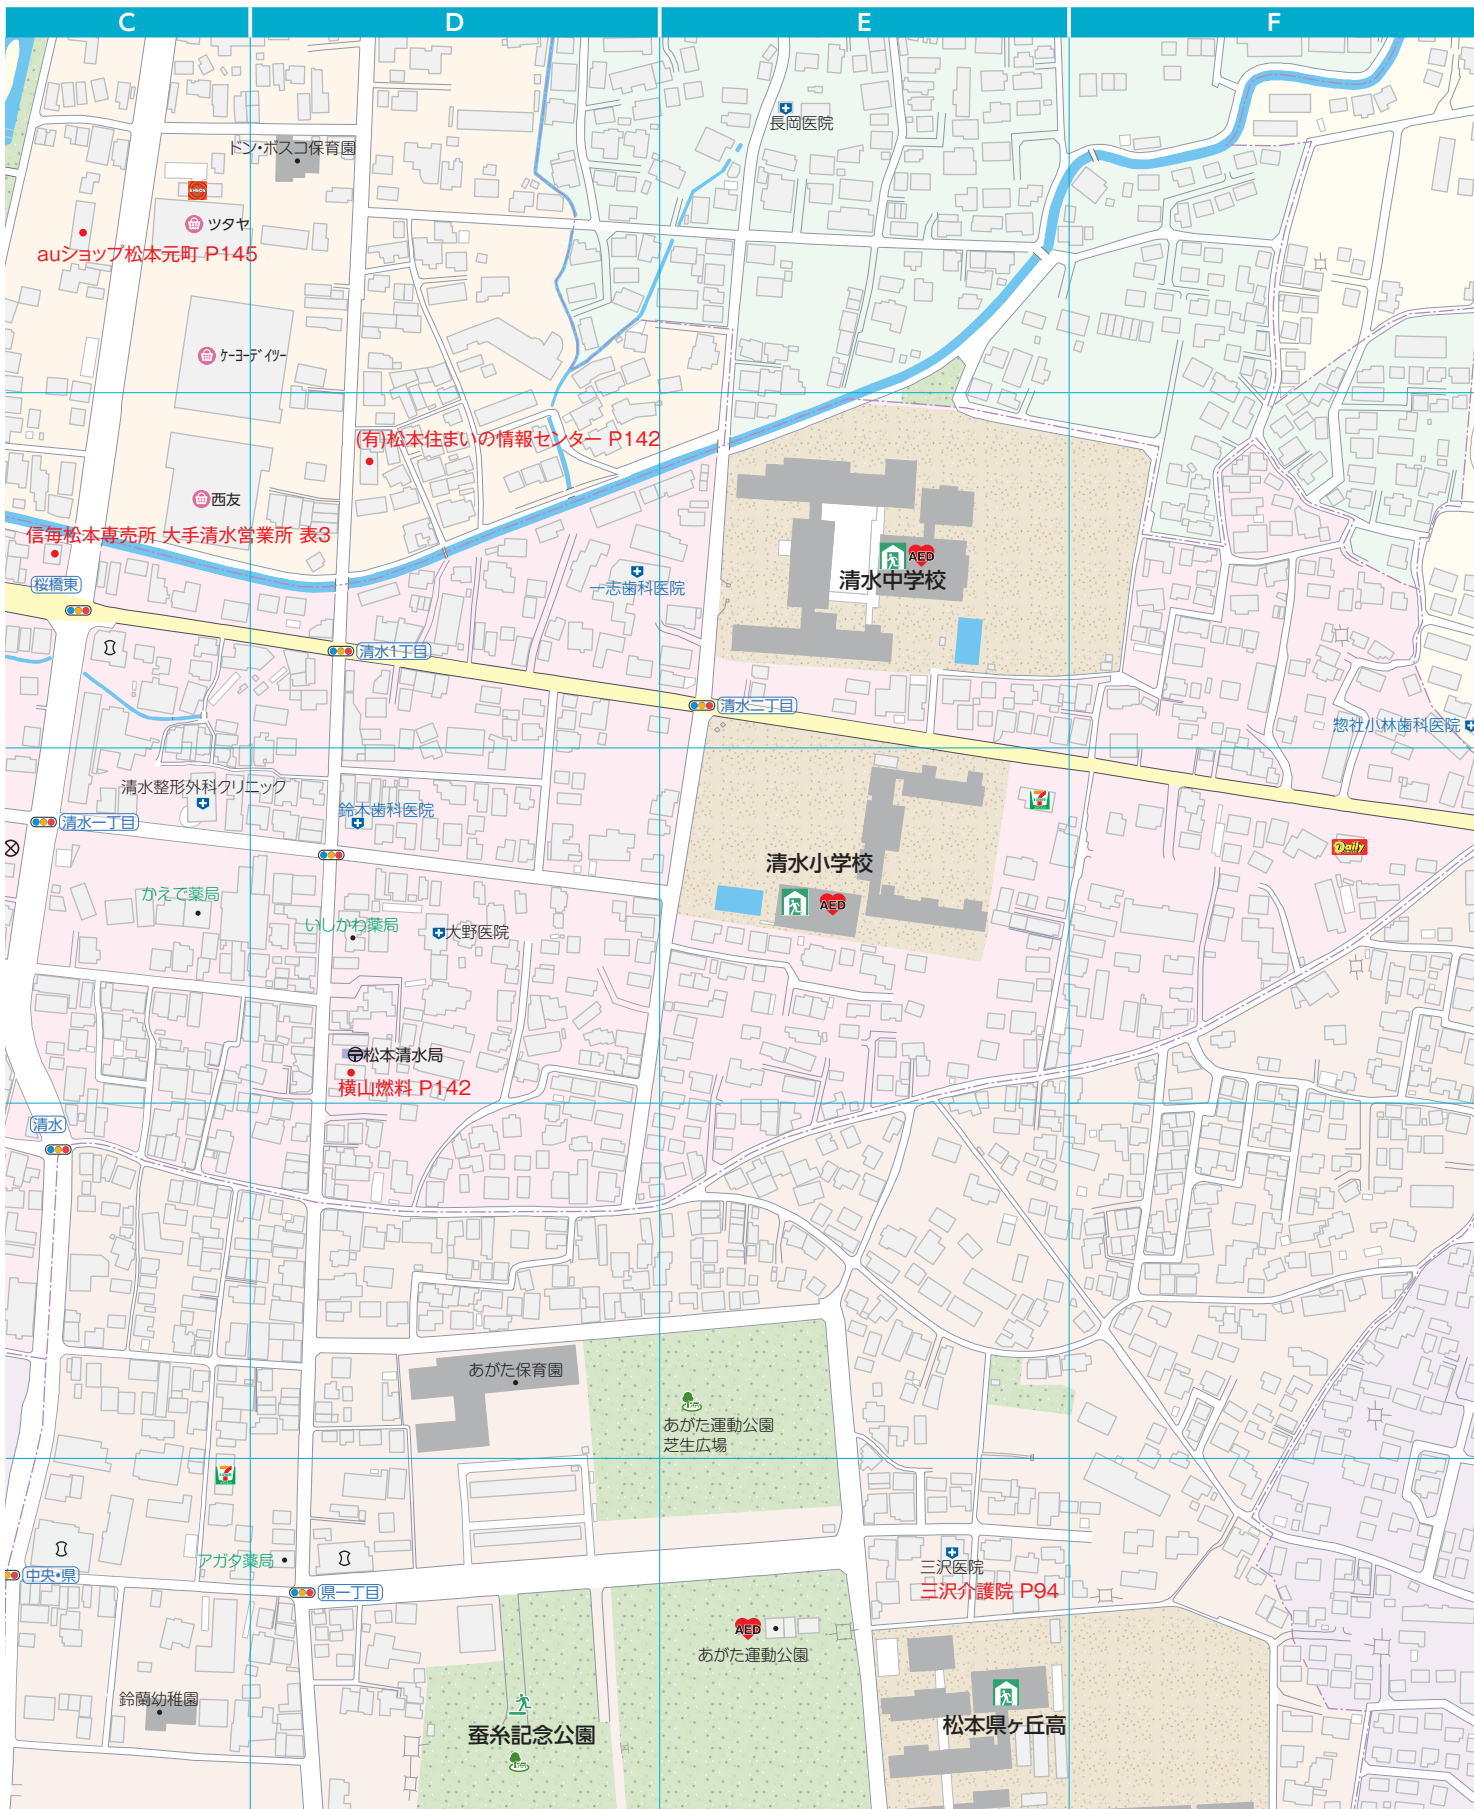 C
D
E
F
長岡医院
ドン・ボスコ保育園
ENEOS
ツタヤ
auショップ松本元町 P145
ケーヨーデイツー
(有)松本住まいの情報センター P142
西友
信毎松本専売所 大手清水営業所 表3
AED
清水中学校
一志歯科医院
桜橋東
清水1丁目
清水二丁目
惣社小林歯科医院
清水整形外科クリニック
鈴木歯科医院
清水一丁目
7
Daily
清水小学校
AED
かえで薬局
いしかわ薬局
大野医院
松本清水局
横山燃料 P142
清水
あがた保育園
あがた運動公園
芝生広場
7
アガタ薬局
三沢医院
中央・県
県一丁目
三沢介護院 P94
AED
あがた運動公園
鈴蘭幼稚園
蚕糸記念公園
松本県ヶ丘高